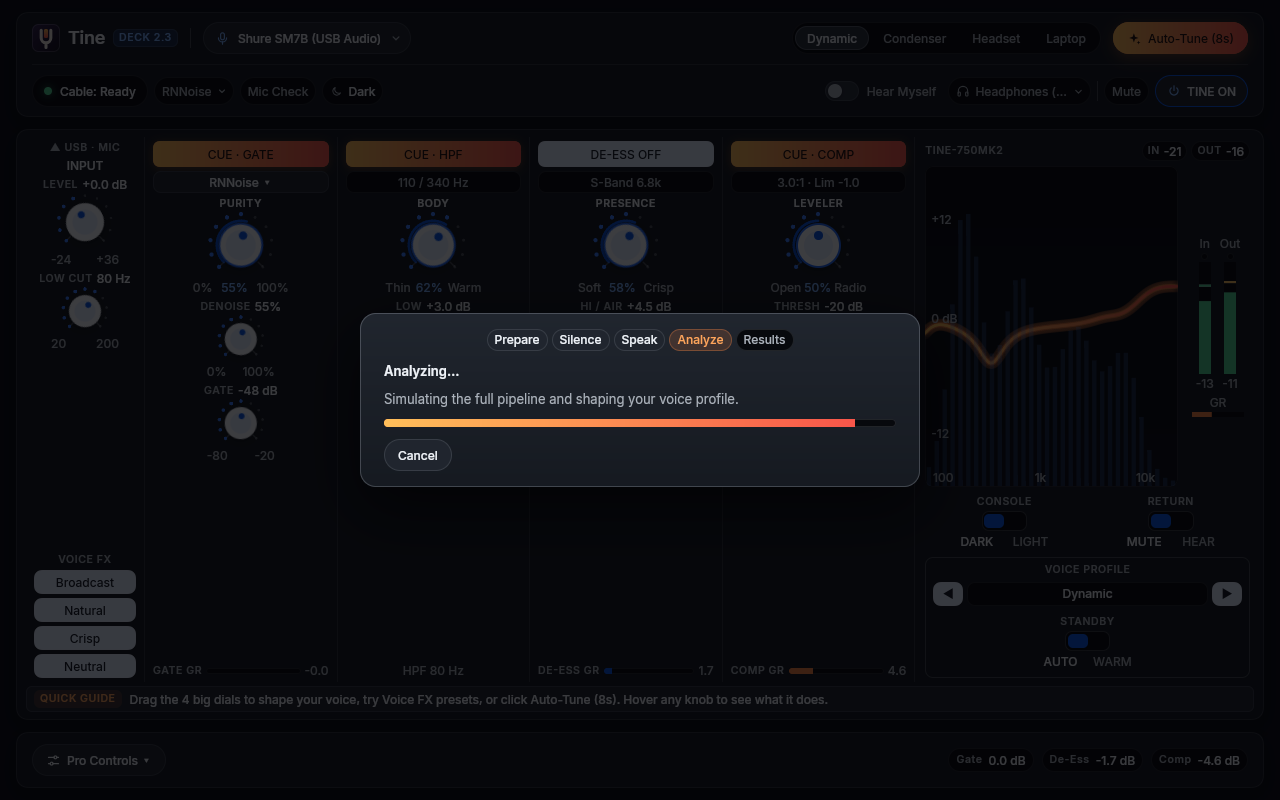 Tine DECK 2.3 Shure SM7B (USB Audio) Dynamic Condenser Headset Laptop Auto-Tune (8s)
Cable: Ready RNNoise Mic Check Dark Hear Myself Headphones (... Mute TINE ON
USB · MIC
INPUT
LEVEL +0.0 dB
-24 +36
LOW CUT 80 Hz
20 200
VOICE FX
Broadcast
Natural
Crisp
Neutral
CUE · GATE
RNNoise
PURITY
0% 55% 100%
DENOISE 55%
0% 100%
GATE -48 dB
-80 -20
GATE GR -0.0
CUE · HPF
110 / 340 Hz
BODY
Thin 62% Warm
LOW +3.0 dB
HPF 80 Hz
DE-ESS OFF
S-Band 6.8k
PRESENCE
Soft 58% Crisp
HI / AIR +4.5 dB
DE-ESS GR 1.7
CUE · COMP
3.0:1 · Lim -1.0
LEVELER
Open 50% Radio
THRESH -20 dB
COMP GR 4.6
Prepare Silence Speak Analyze Results
Analyzing...
Simulating the full pipeline and shaping your voice profile.
Cancel
TINE-750MK2 IN -21 OUT -16
+12
0 dB
-12
100 1k 10k
In Out
-13 -11
GR
CONSOLE RETURN
DARK LIGHT MUTE HEAR
VOICE PROFILE
Dynamic
STANDBY
AUTO WARM
QUICK GUIDE Drag the 4 big dials to shape your voice, try Voice FX presets, or click Auto-Tune (8s). Hover any knob to see what it does.
Pro Controls Gate 0.0 dB De-Ess -1.7 dB Comp -4.6 dB